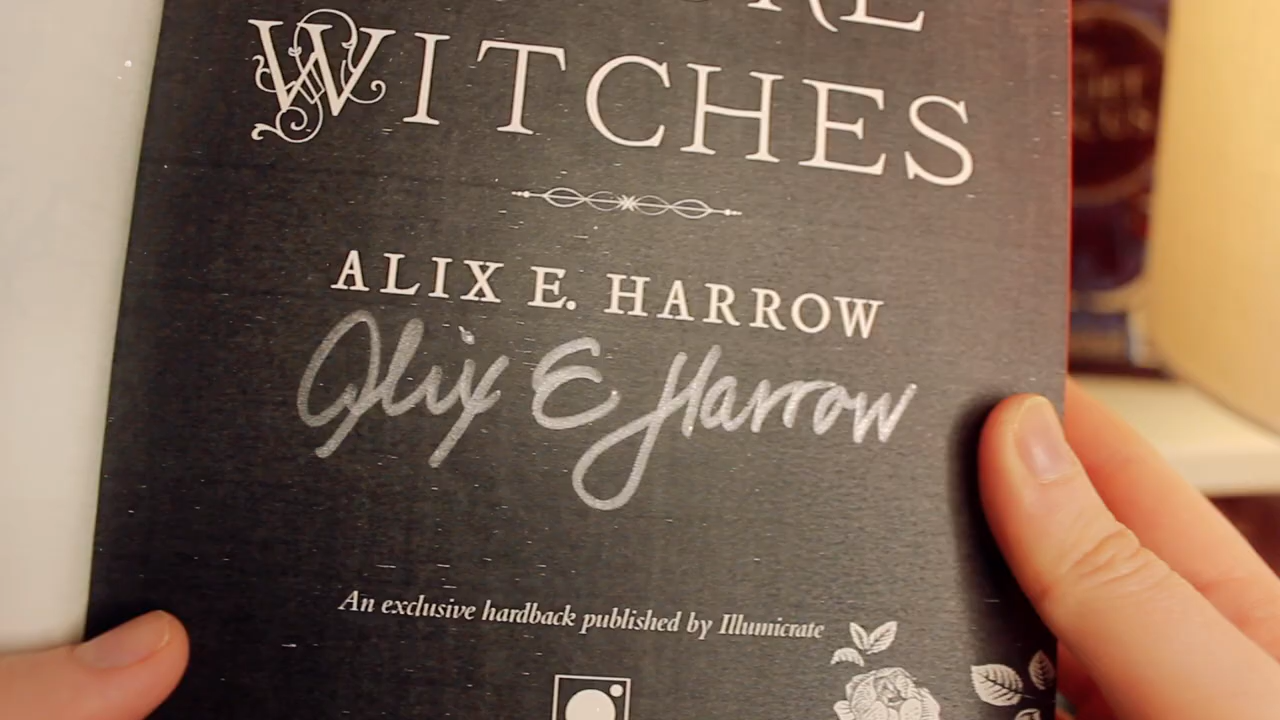 WITCHES
ALIX E. HARROW
Alix E Harrow
An exclusive hardback published by Illumicrate